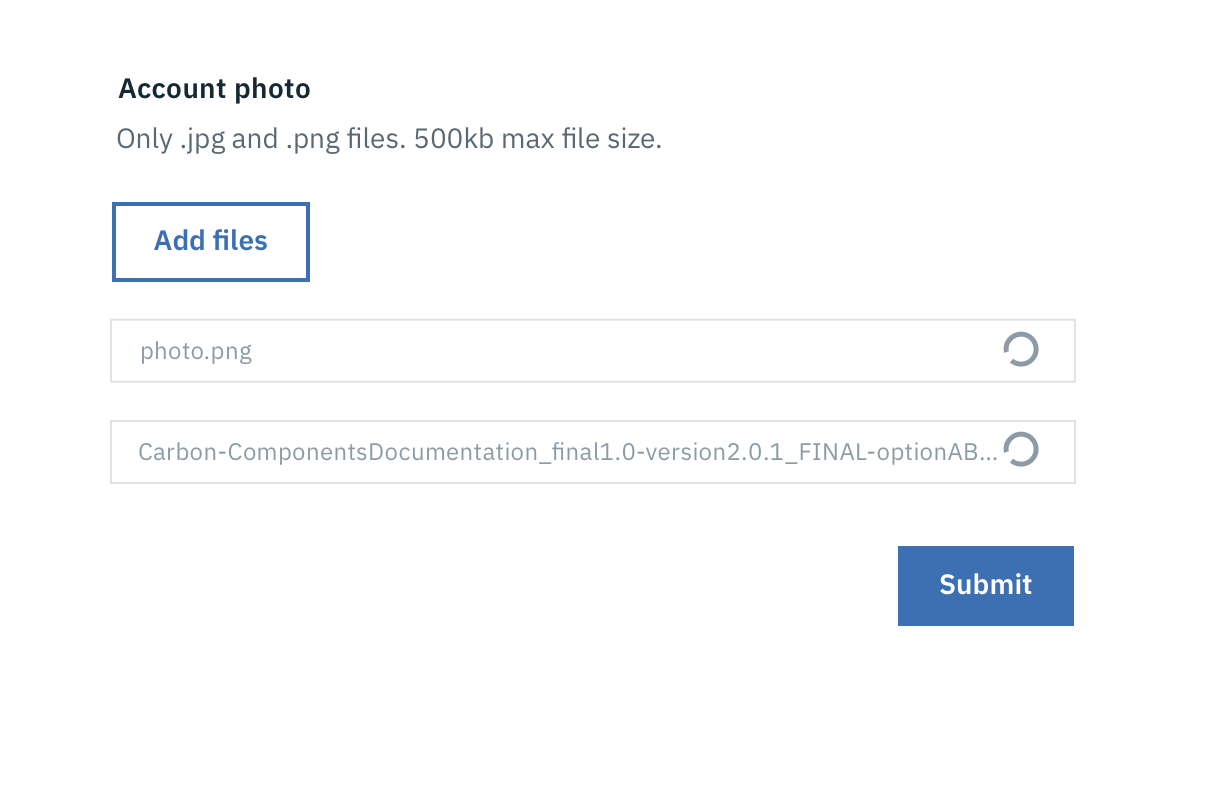 Account photo
Only .jpg and .png files. 500kb max file size.
Add files
photo.png
Carbon-ComponentsDocumentation_final1.0-version2.0.1_FINAL-optionAB...
Submit